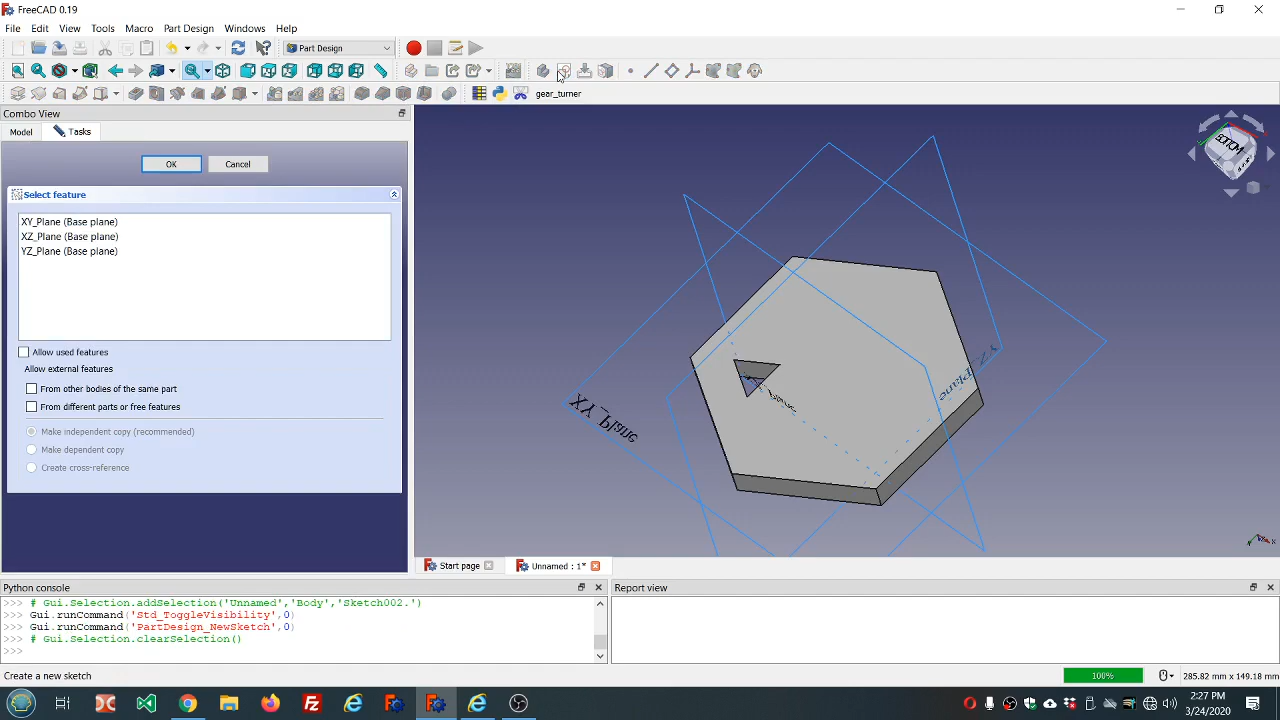 FreeCAD 0.19
File Edit View Tools Macro Part Design Windows Help
Part Design
gear_turner
Combo View
Model Tasks
OK Cancel
Select feature
XY_Plane (Base plane)
XZ_Plane (Base plane)
YZ_Plane (Base plane)
Allow used features
Allow external features
From other bodies of the same part
From different parts or free features
Make independent copy (recommended)
Make dependent copy
Create cross-reference
BOTTOM
XY_Plane
YZ_Plane
Start page Unnamed : 1*
Python console
>>> # Gui.Selection.addSelection('Unnamed','Body','Sketch002.')
>>> Gui.runCommand('Std_ToggleVisibility',0)
>>> Gui.runCommand('PartDesign_NewSketch',0)
>>> # Gui.Selection.clearSelection()
>>>
Report view
Create a new sketch
100%
285.82 mm x 149.18 mm
2:27 PM
3/24/2020